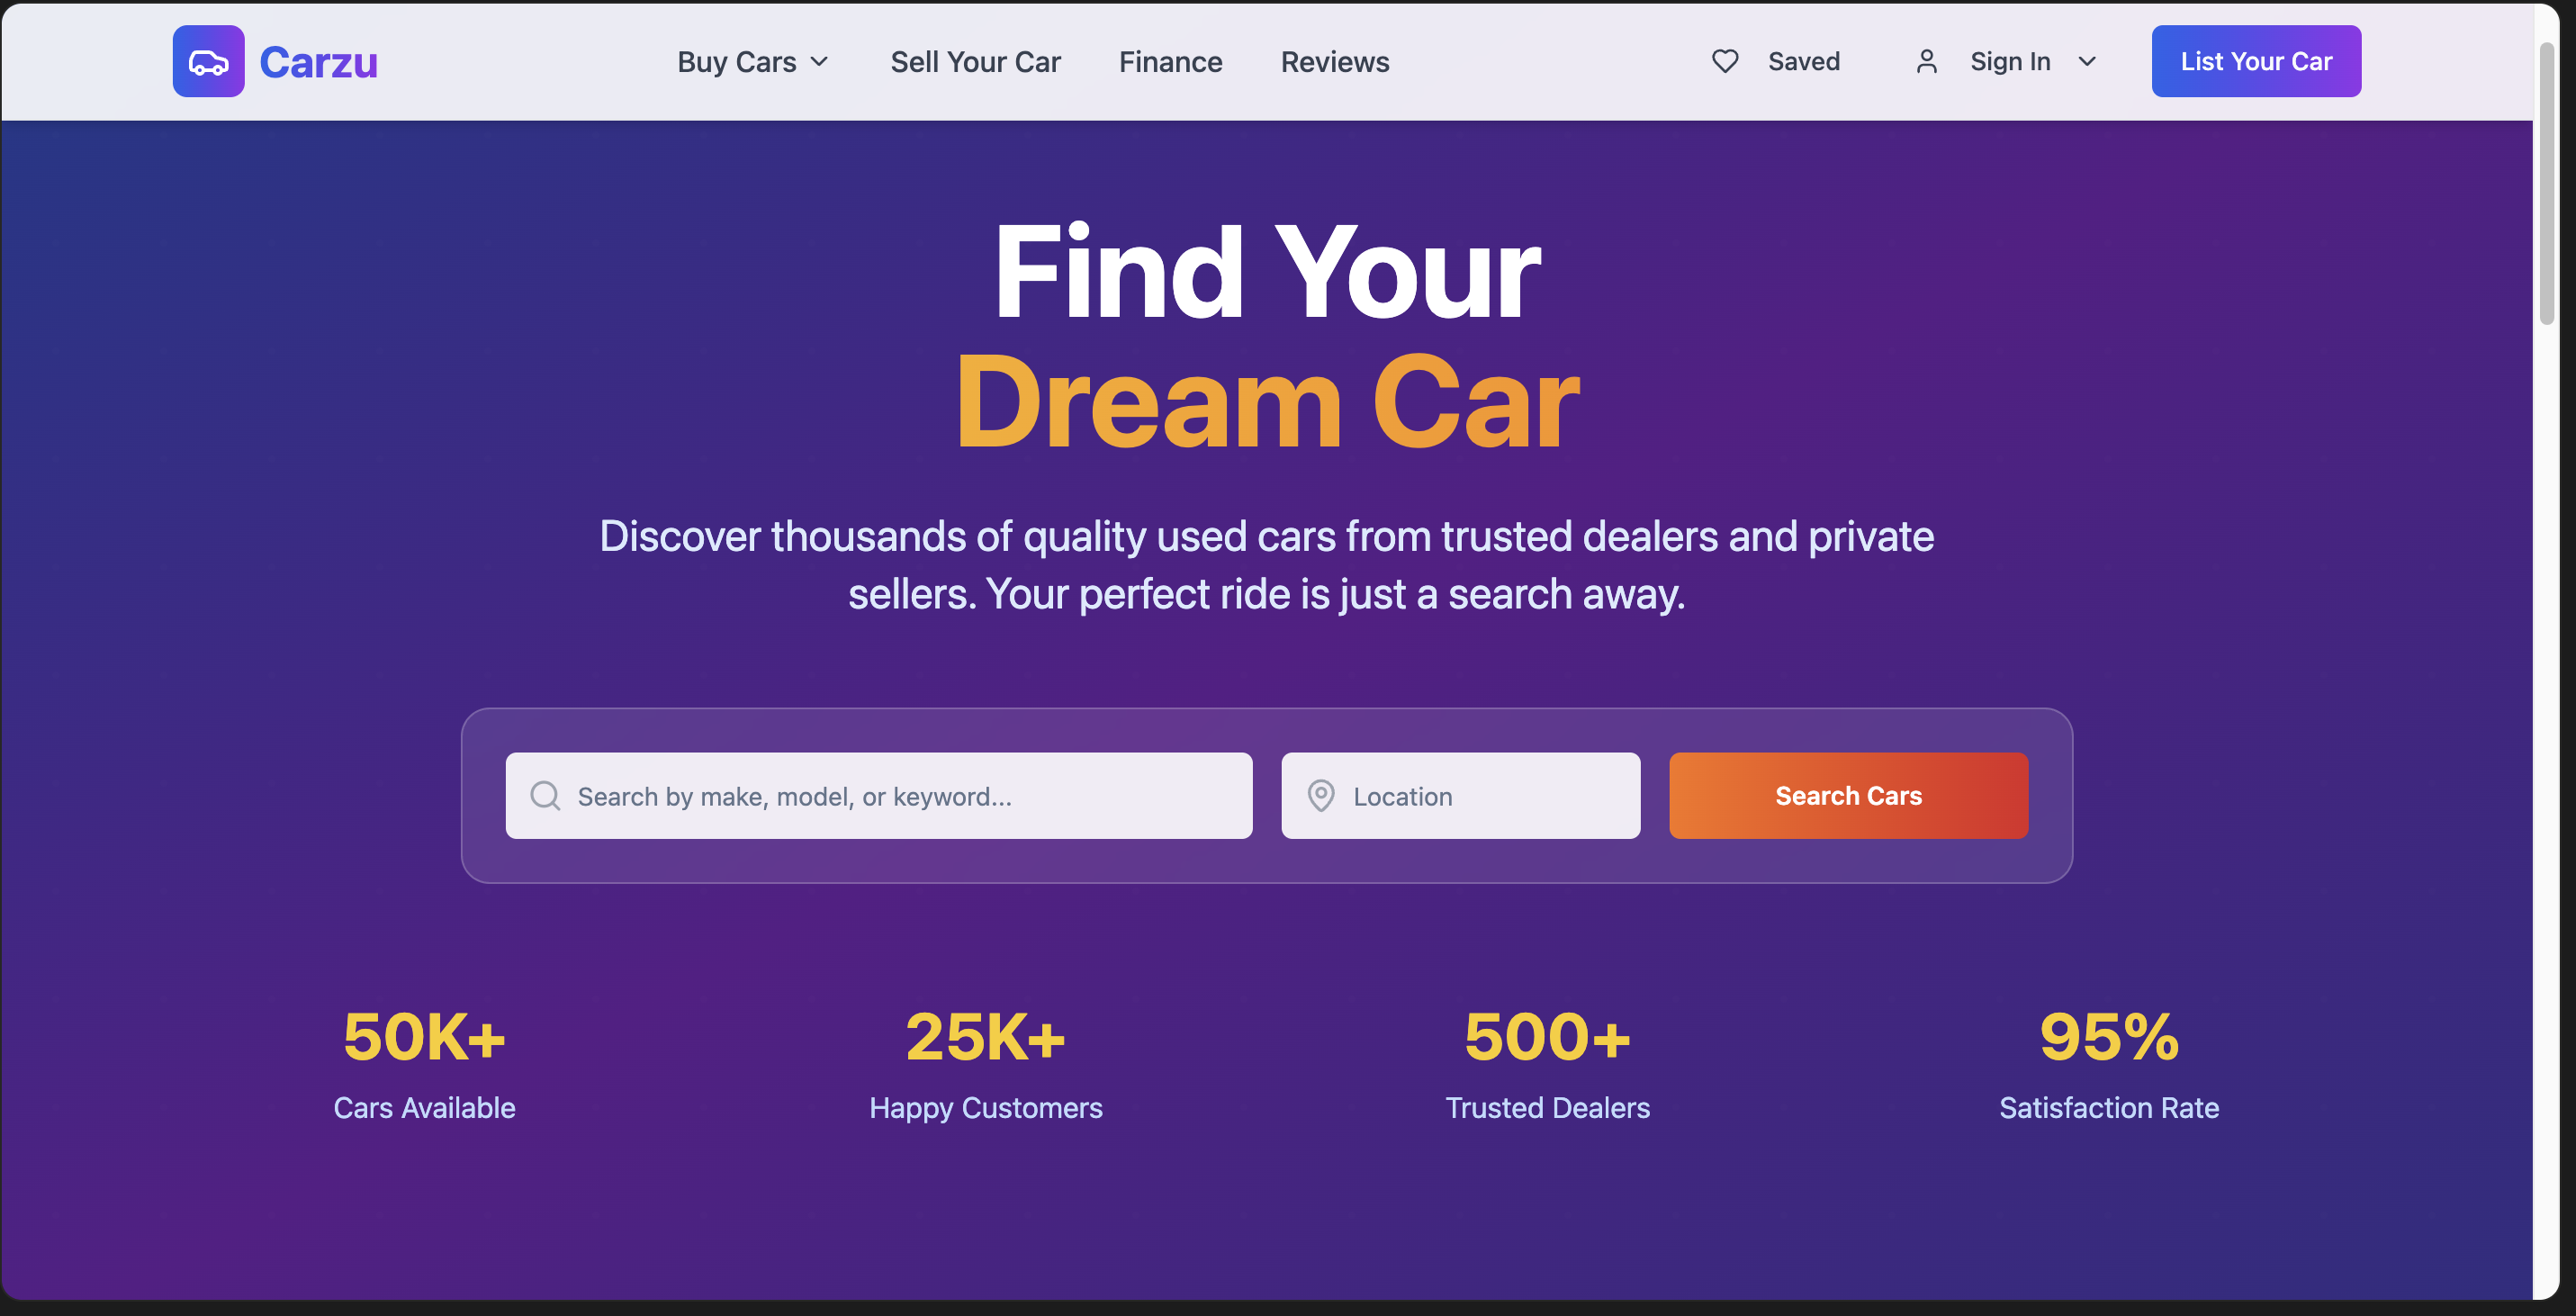 Carzu
Buy Cars
Sell Your Car
Finance
Reviews
Saved
Sign In
List Your Car
Find Your
Dream Car
Discover thousands of quality used cars from trusted dealers and private
sellers. Your perfect ride is just a search away.
Search by make, model, or keyword...
Location
Search Cars
50K+
Cars Available
25K+
Happy Customers
500+
Trusted Dealers
95%
Satisfaction Rate